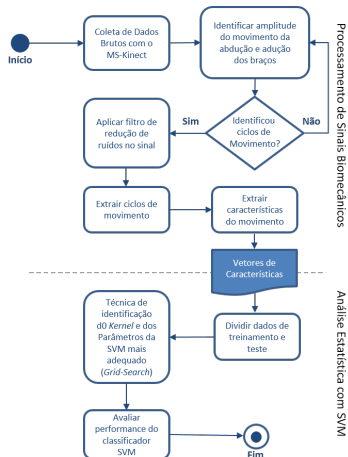 Início
Coleta de Dados
Brutos com o
MS-Kinect
Identificar amplitude
do movimento da
abdução e adução
dos braços
Identificou
ciclos de
Movimento?
Não
Sim
Aplicar filtro de
redução de
ruídos no sinal
Extrair ciclos de
movimento
Extrair
características
do movimento
Vetores de
Características
Dividir dados de
treinamento e
teste
Técnica de
identificação
d0 Kernel e dos
Parâmetros da
SVM mais
adequado
(Grid-Search)
Avaliar
performance do
classificador
SVM
Fim
Processamento de Sinais Biomecânicos
Análise Estatística com SVM